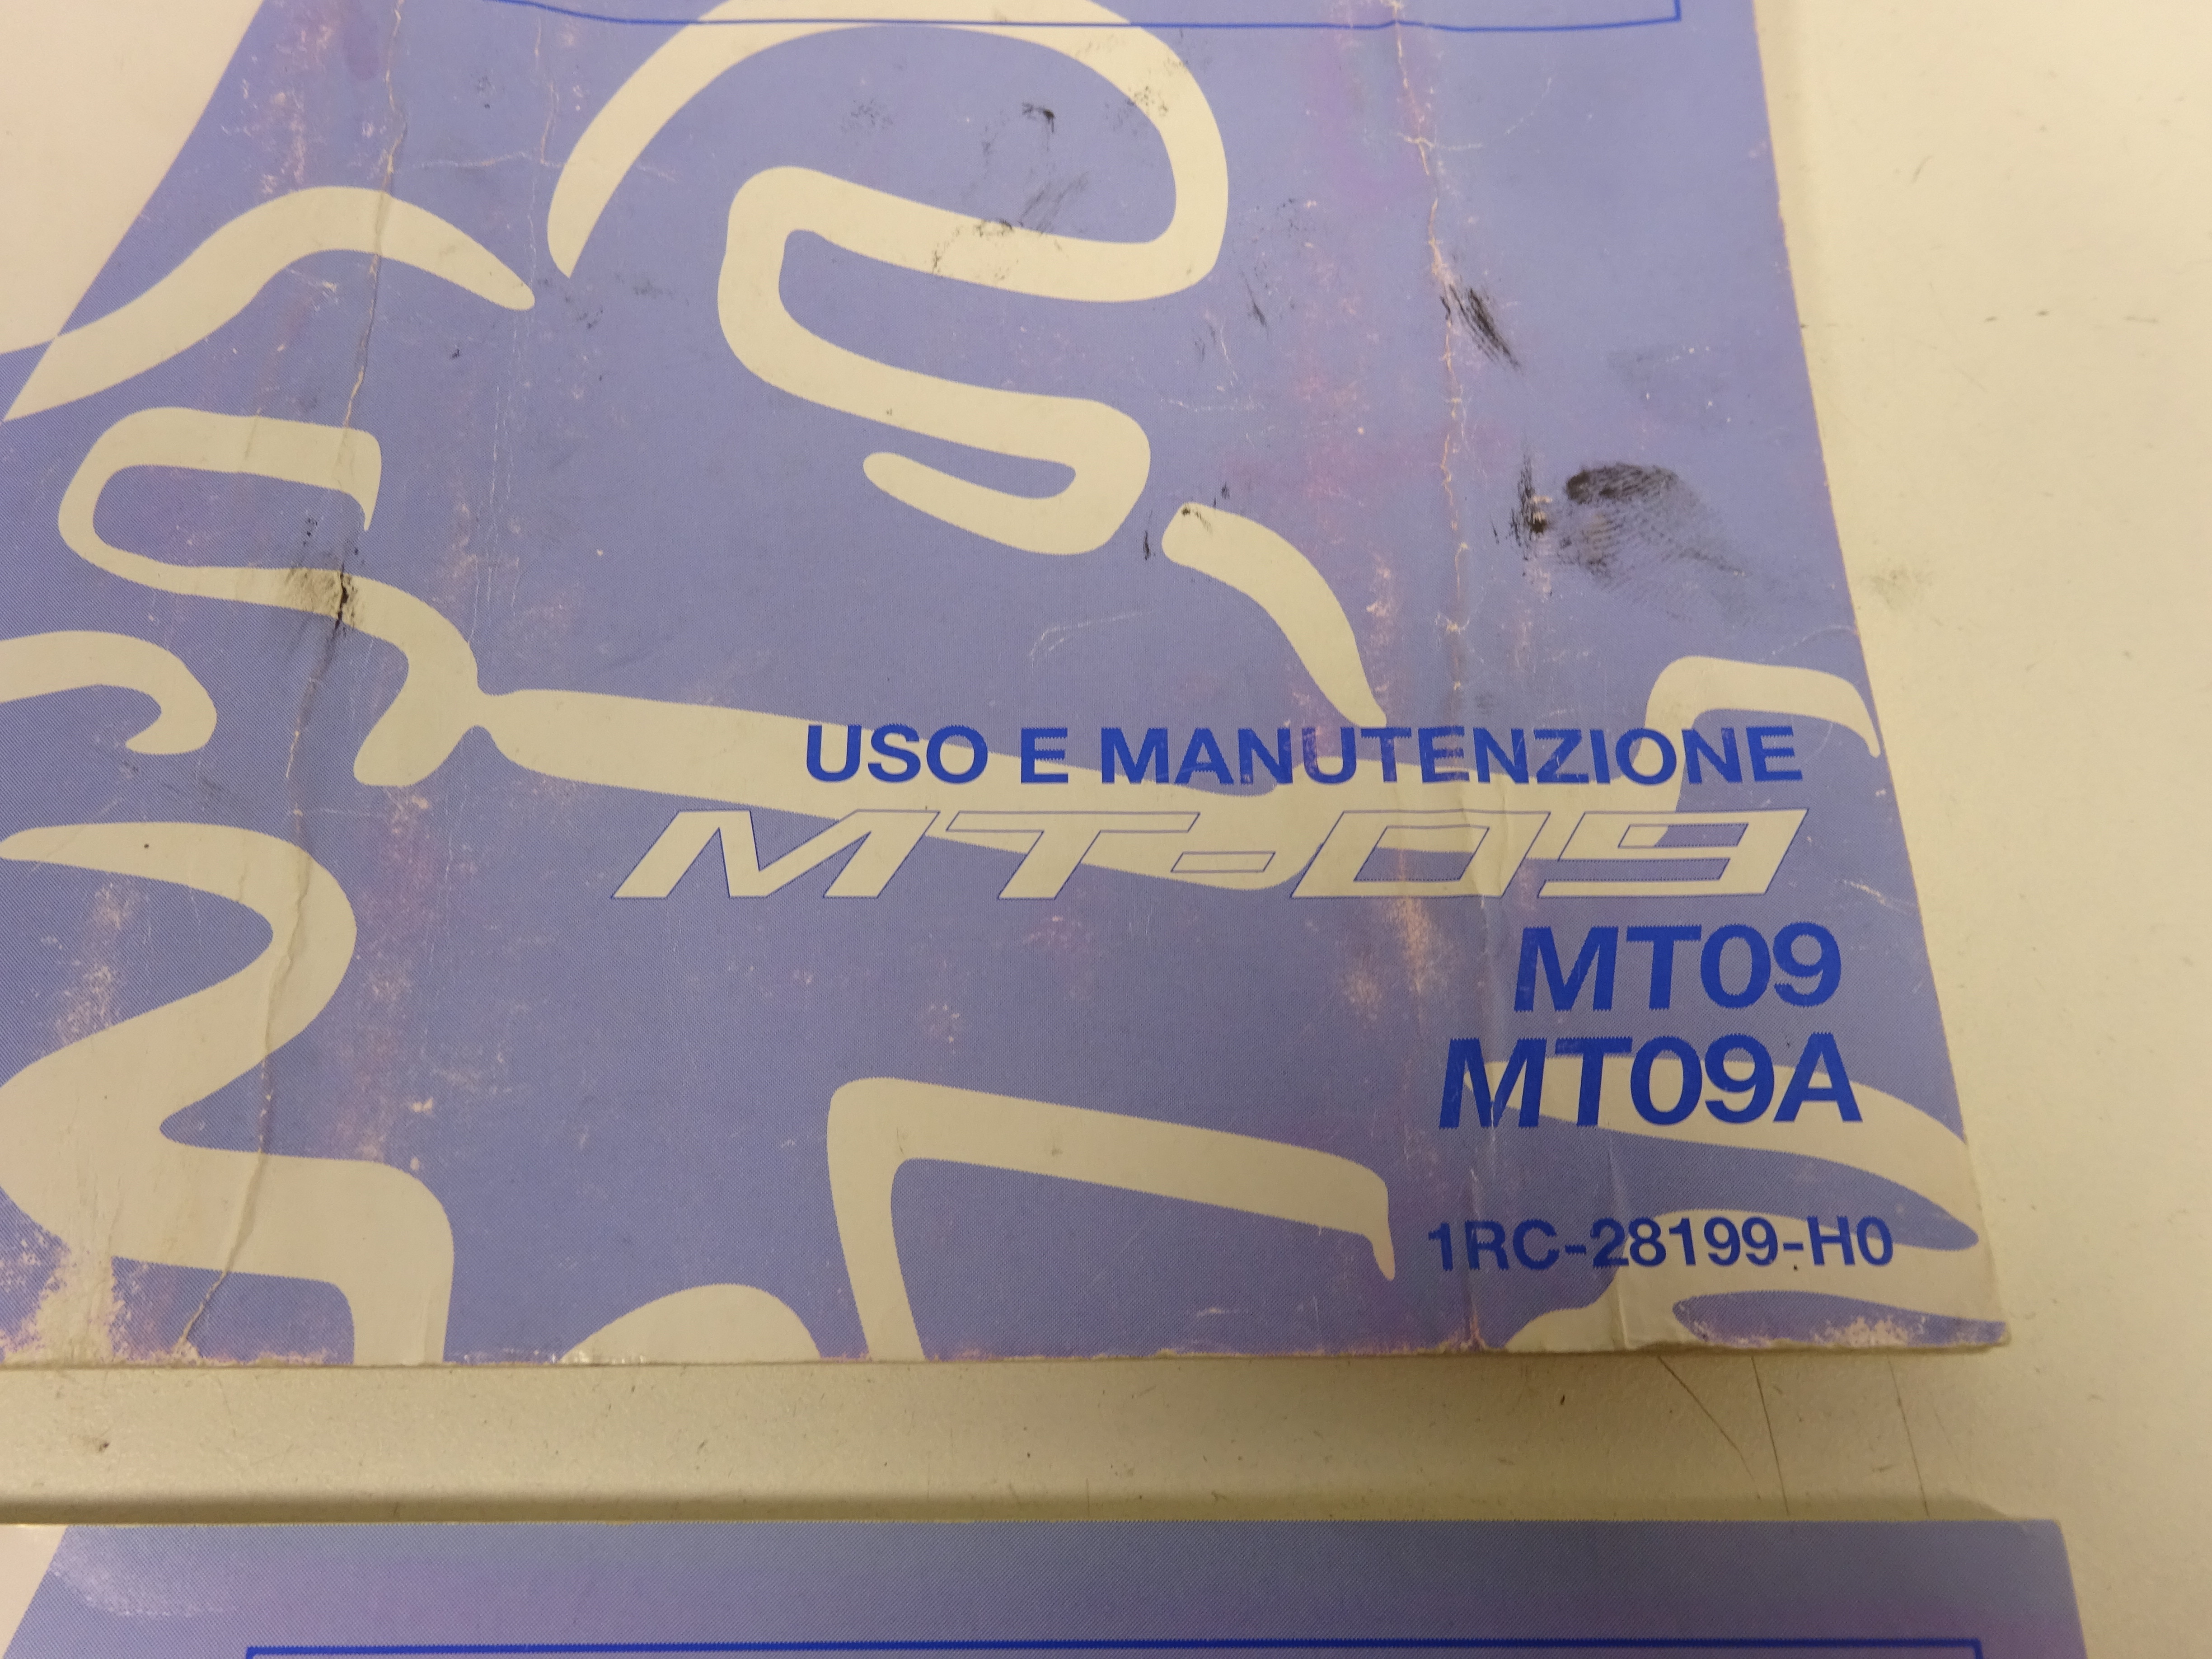 USO E MANUTENZIONE
MT-09
MT09
MT09A
1RC-28199-H0